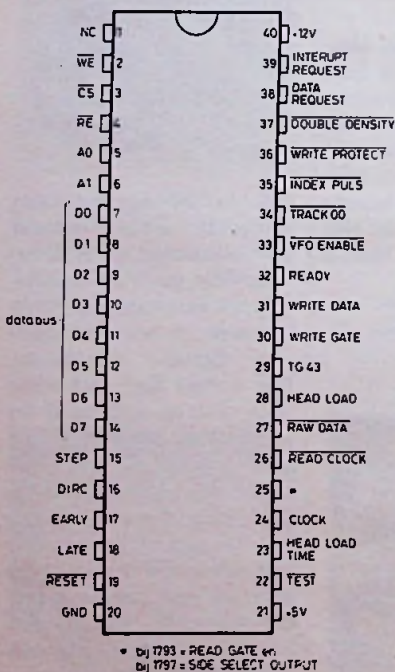 NC 1
WE 2
CS 3
RE 4
A0 5
A1 6
D0 7
D1 8
D2 9
D3 10
databus
D4 11
D5 12
D6 13
D7 14
STEP 15
DIRC 16
EARLY 17
LATE 18
RESET 19
GND 20
40 +12V
39 INTERUPT
REQUEST
38 DATA
REQUEST
37 DOUBLE DENSITY
36 WRITE PROTECT
35 INDEX PULS
34 TRACK 00
33 VFO ENABLE
32 READY
31 WRITE DATA
30 WRITE GATE
29 TG43
28 HEAD LOAD
27 RAW DATA
26 READ CLOCK
25 *
24 CLOCK
23 HEAD LOAD
TIME
22 TEST
21 +5V
* bij 1793 = READ GATE en
bij 1797 = SIDE SELECT OUTPUT